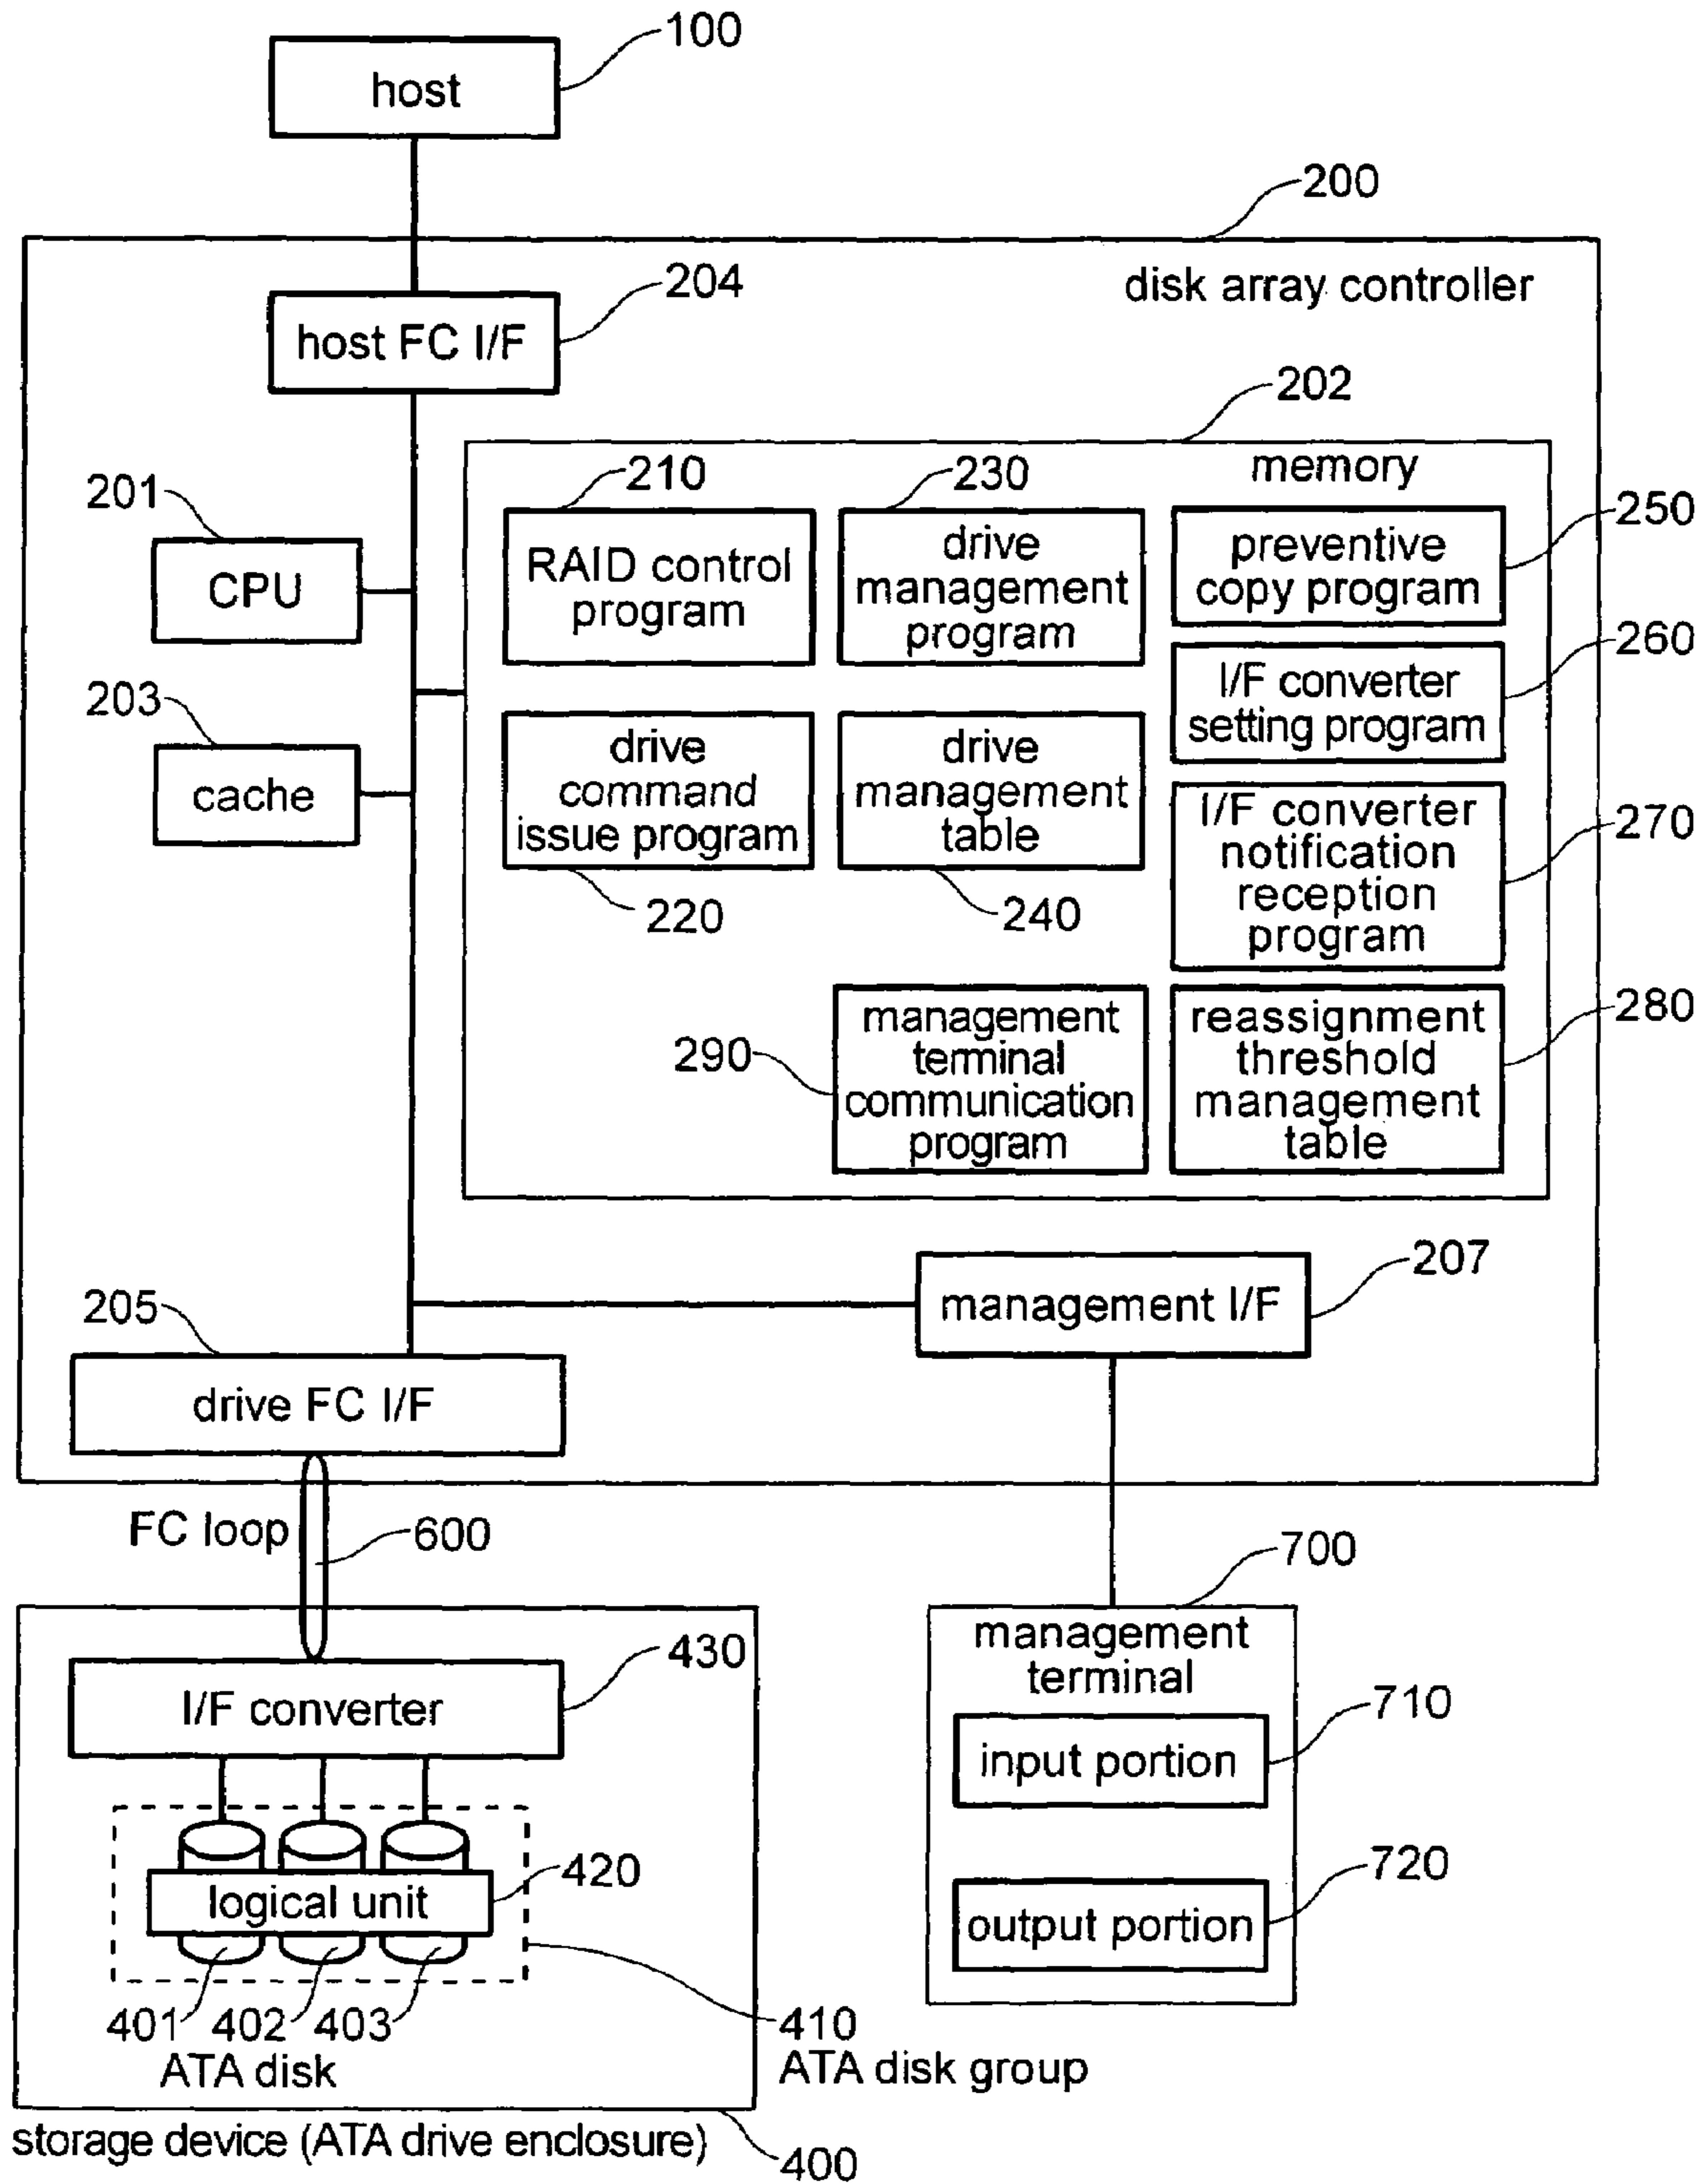 100
host
200
disk array controller
204
host FC I/F
202
memory
210
230
250
201
RAID control
program
drive
management
program
preventive
copy program
CPU
260
I/F converter
setting program
203
cache
drive
command
issue program
drive
management
table
270
I/F converter
notification
reception
program
220
240
280
290
management
terminal
communication
program
reassignment
threshold
management
table
207
management I/F
205
drive FC I/F
FC loop
600
700
management
terminal
430
I/F converter
710
input portion
420
logical unit
720
output portion
401
402
403
ATA disk
410
ATA disk group
storage device (ATA drive enclosure)
400